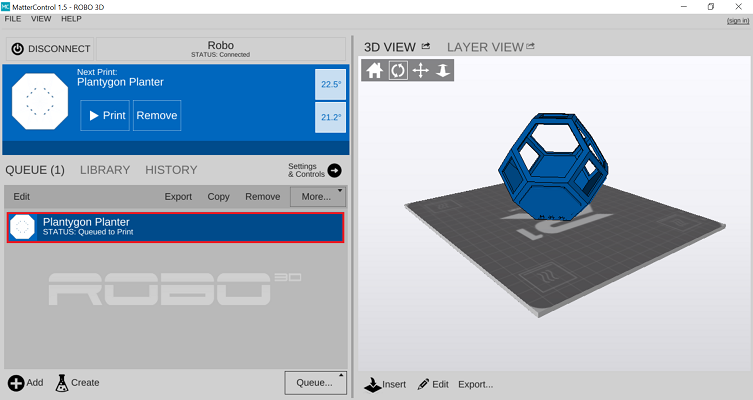 MC MatterControl 1.5 - ROBO 3D
FILE VIEW HELP
(sign in)
DISCONNECT
Robo
STATUS: Connected
Next Print:
Plantygon Planter
Print Remove
22.5°
21.2°
QUEUE (1) LIBRARY HISTORY
Settings
& Controls
Edit Export Copy Remove More...
Plantygon Planter
STATUS: Queued to Print
ROBO 3D
Add Create Queue...
3D VIEW LAYER VIEW
Insert Edit Export...